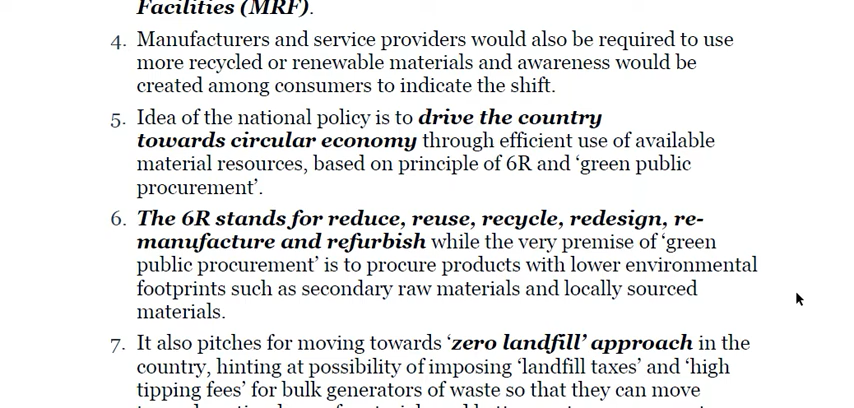 Facilities (MRF).
4. Manufacturers and service providers would also be required to use
more recycled or renewable materials and awareness would be
created among consumers to indicate the shift.
5. Idea of the national policy is to drive the country
towards circular economy through efficient use of available
material resources, based on principle of 6R and ‘green public
procurement’.
6. The 6R stands for reduce, reuse, recycle, redesign, re-
manufacture and refurbish while the very premise of ‘green
public procurement’ is to procure products with lower environmental
footprints such as secondary raw materials and locally sourced
materials.
7. It also pitches for moving towards ‘zero landfill’ approach in the
country, hinting at possibility of imposing ‘landfill taxes’ and ‘high
tipping fees’ for bulk generators of waste so that they can move